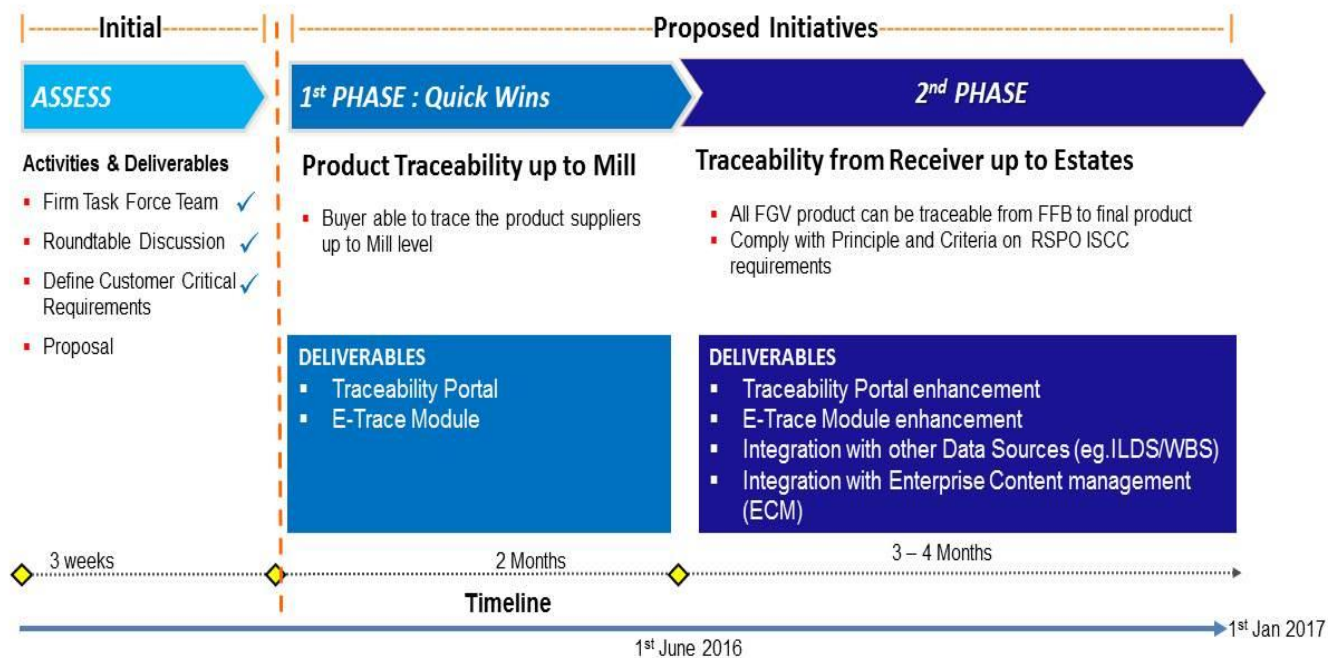 Initial
Proposed Initiatives
ASSESS
1st PHASE : Quick Wins
2nd PHASE
Activities & Deliverables
Firm Task Force Team ✓
Roundtable Discussion ✓
Define Customer Critical ✓
Requirements
Proposal
Product Traceability up to Mill
Buyer able to trace the product suppliers
up to Mill level
Traceability from Receiver up to Estates
All FGV product can be traceable from FFB to final product
Comply with Principle and Criteria on RSPO ISCC
requirements
DELIVERABLES
Traceability Portal
E-Trace Module
DELIVERABLES
Traceability Portal enhancement
E-Trace Module enhancement
Integration with other Data Sources (eg.ILDS/WBS)
Integration with Enterprise Content management
(ECM)
3 weeks
2 Months
3 – 4 Months
Timeline
1st June 2016
1st Jan 2017